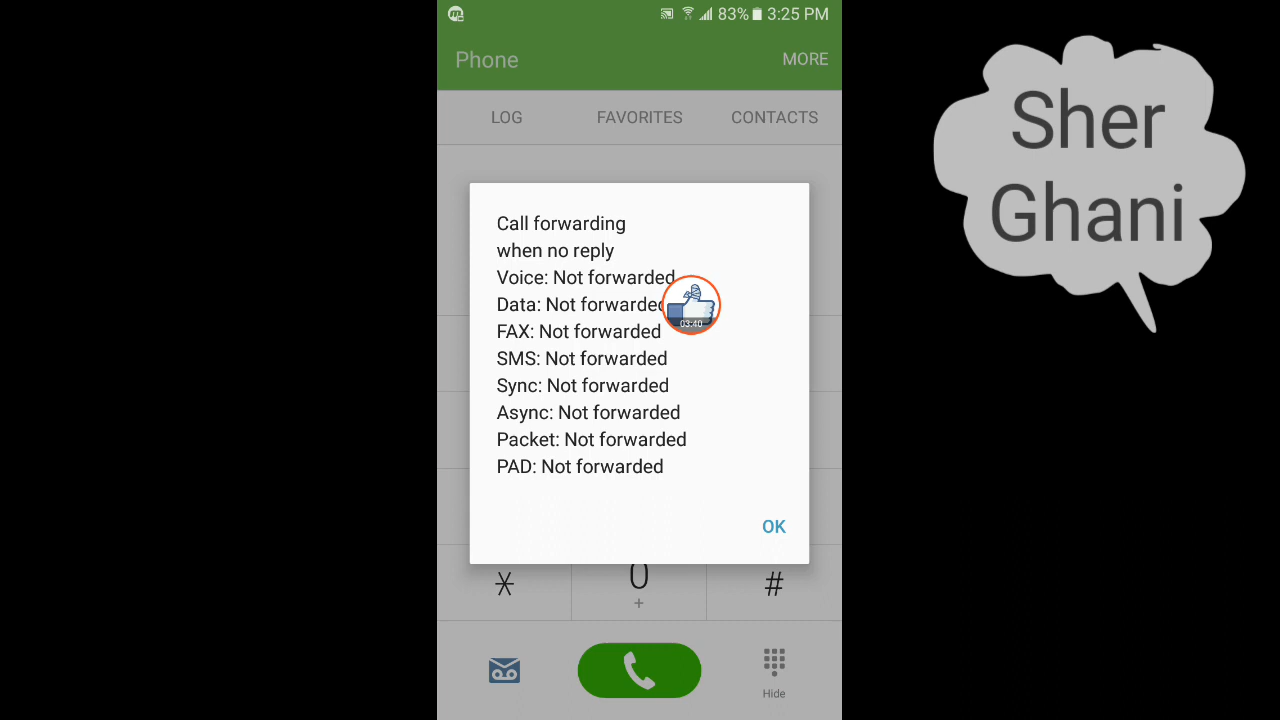 83% 3:25 PM
Phone
MORE
LOG
FAVORITES
CONTACTS
Sher
Ghani
Call forwarding
when no reply
Voice: Not forwarded
Data: Not forwarded
FAX: Not forwarded
SMS: Not forwarded
Sync: Not forwarded
Async: Not forwarded
Packet: Not forwarded
PAD: Not forwarded
03:40
OK
0
+
#
Hide